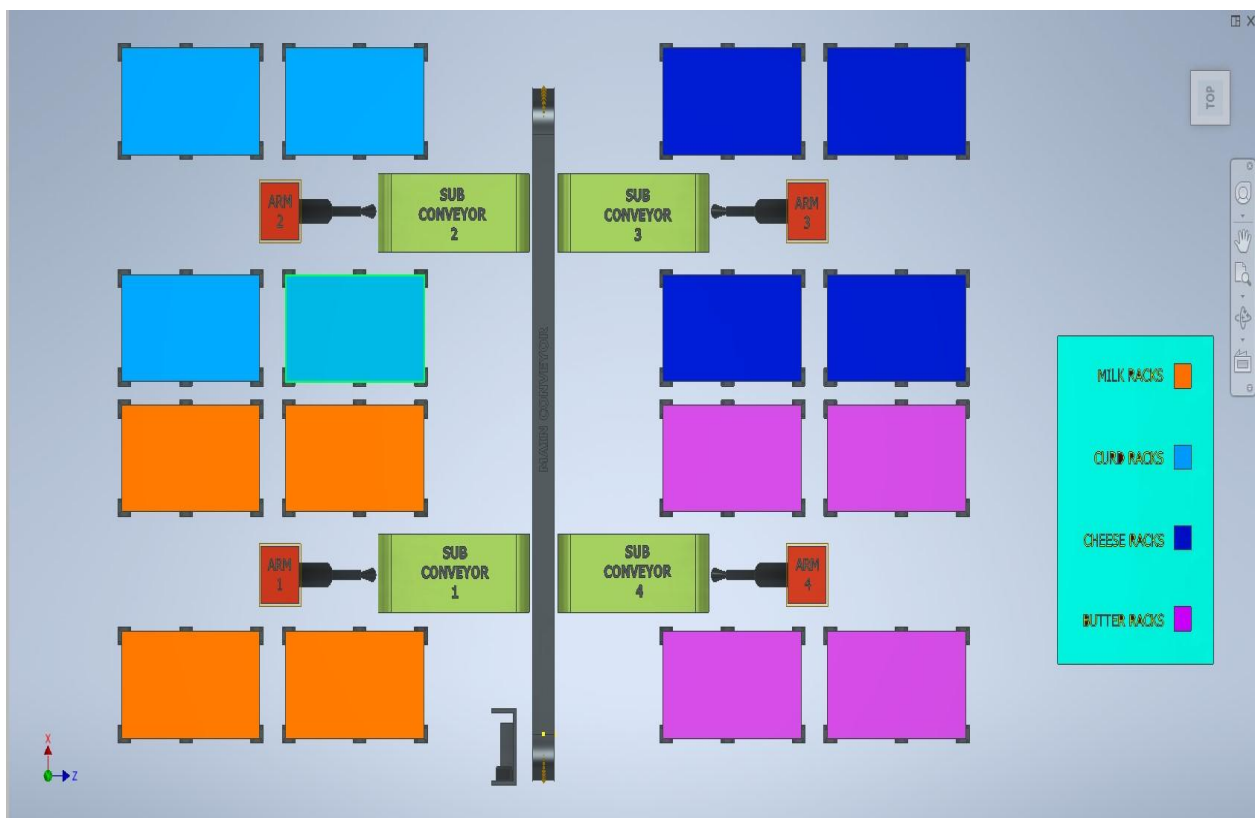 TOP
ARM
2
SUB
CONVEYOR
2
SUB
CONVEYOR
3
ARM
3
MAIN CONVEYOR
MILK RACKS
CURD RACKS
CHEESE RACKS
BUTTER RACKS
ARM
1
SUB
CONVEYOR
1
SUB
CONVEYOR
4
ARM
4
X
Z